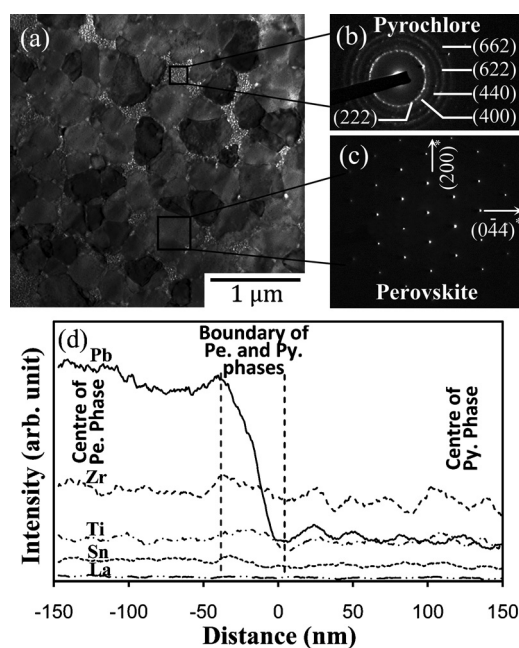 (a)
1 µm
(b)
Pyrochlore
(662)
(622)
(440)
(222)
(400)
(c)
(200)*
(04̄4)*
Perovskite
(d)
Intensity (arb. unit)
Pb
Zr
Ti
Sn
La
Centre of
Pe. Phase
Boundary of
Pe. and Py.
phases
Centre of
Py. Phase
-150 -100 -50 0 50 100 150
Distance (nm)